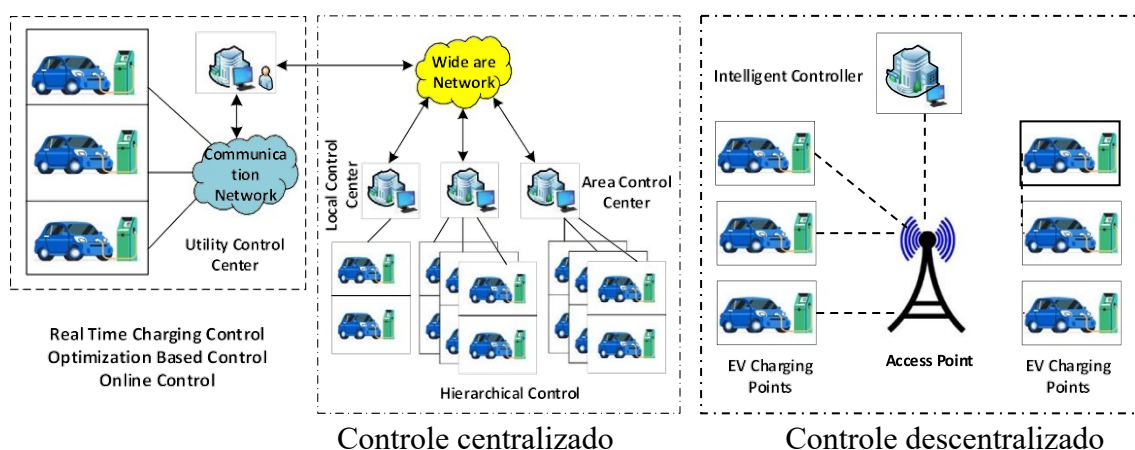 Communica
tion
Network
Utility Control
Center
Real Time Charging Control
Optimization Based Control
Online Control
Wide are
Network
Local Control
Center
Area Control
Center
Hierarchical Control
Controle centralizado
Intelligent Controller
Access Point
EV Charging
Points
EV Charging
Points
Controle descentralizado